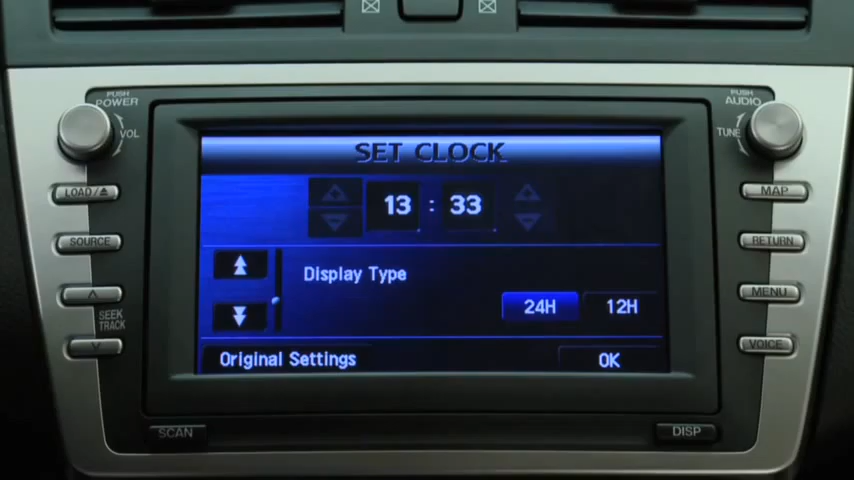 PUSH
POWER
VOL
PUSH
AUDIO
TUNE
SET CLOCK
LOAD/⏏
13 : 33
MAP
SOURCE
RETURN
Display Type
24H 12H
MENU
SEEK
TRACK
VOICE
Original Settings OK
SCAN
DISP